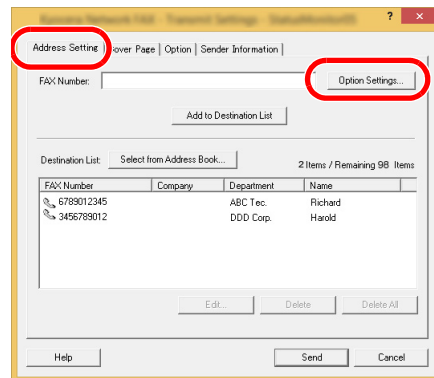 ?
Address Setting Cover Page Option Sender Information
FAX Number: Option Settings...
Add to Destination List
Destination List: Select from Address Book... 2 Items / Remaining 98 Items
FAX Number Company Department Name
6789012345 ABC Tec. Richard
3456789012 DDD Corp. Harold
Edit... Delete Delete All
Help Send Cancel